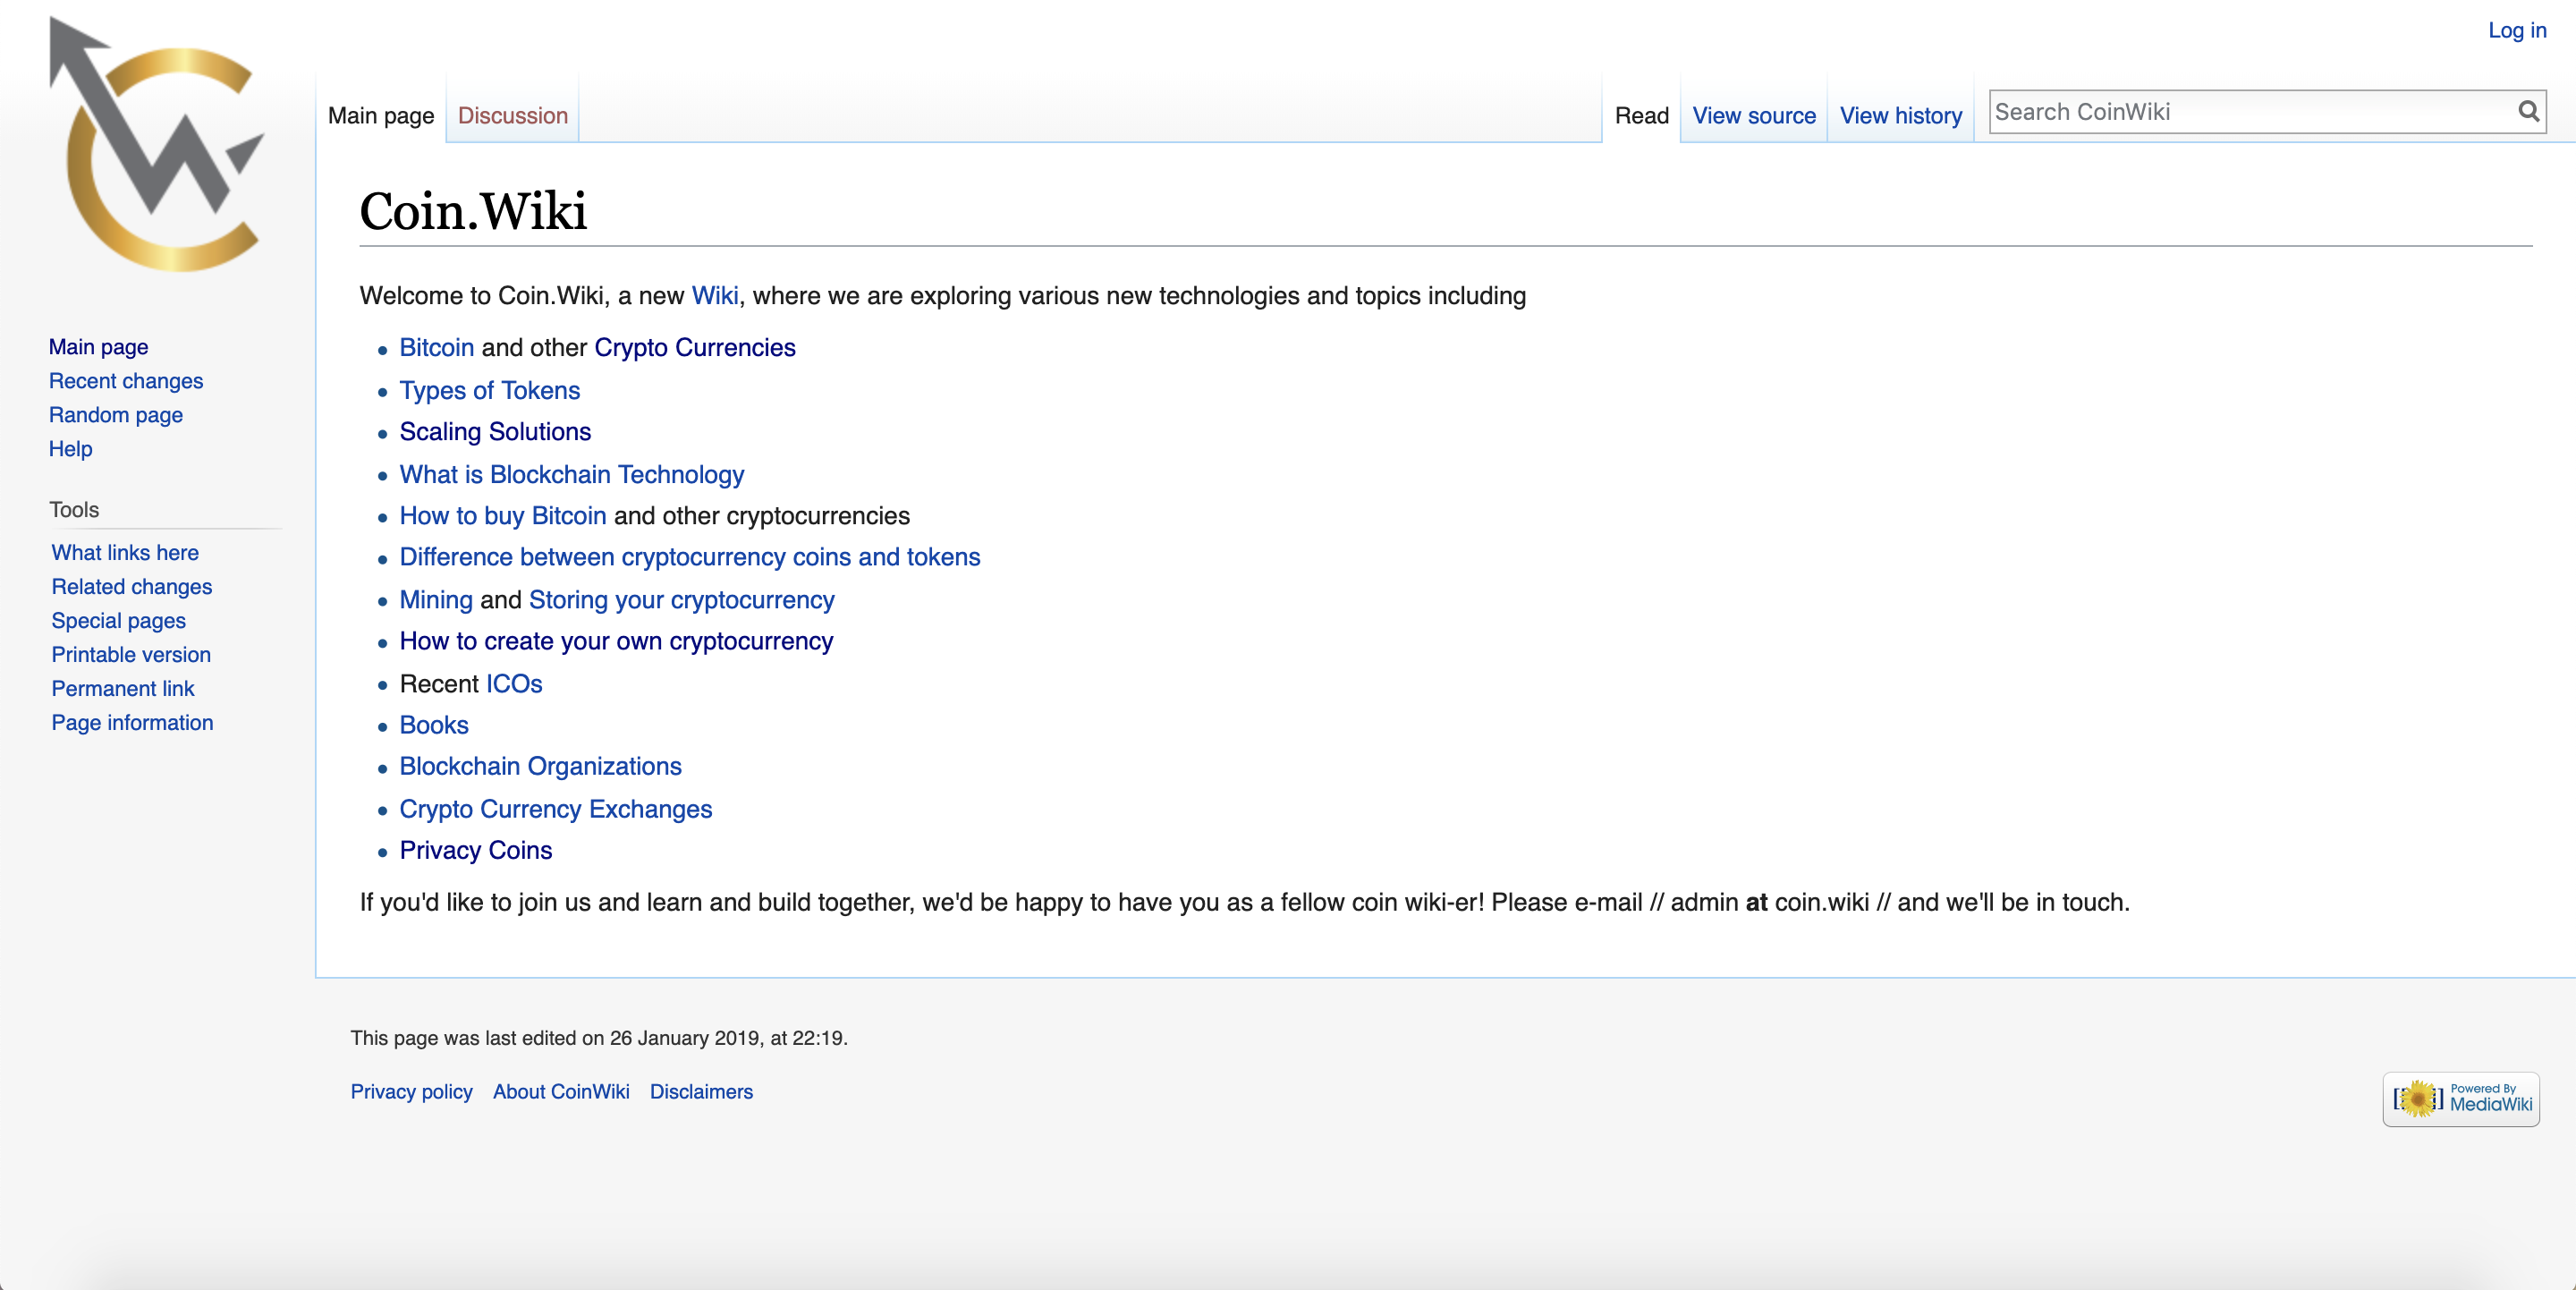 Log in
Main page
Discussion
Read
View source
View history
Search CoinWiki
Coin.Wiki
Welcome to Coin.Wiki, a new Wiki, where we are exploring various new technologies and topics including
Bitcoin and other Crypto Currencies
Types of Tokens
Scaling Solutions
What is Blockchain Technology
How to buy Bitcoin and other cryptocurrencies
Difference between cryptocurrency coins and tokens
Mining and Storing your cryptocurrency
How to create your own cryptocurrency
Recent ICOs
Books
Blockchain Organizations
Crypto Currency Exchanges
Privacy Coins
If you'd like to join us and learn and build together, we'd be happy to have you as a fellow coin wiki-er! Please e-mail // admin at coin.wiki // and we'll be in touch.
Main page
Recent changes
Random page
Help
Tools
What links here
Related changes
Special pages
Printable version
Permanent link
Page information
This page was last edited on 26 January 2019, at 22:19.
Privacy policy
About CoinWiki
Disclaimers
Powered By
MediaWiki